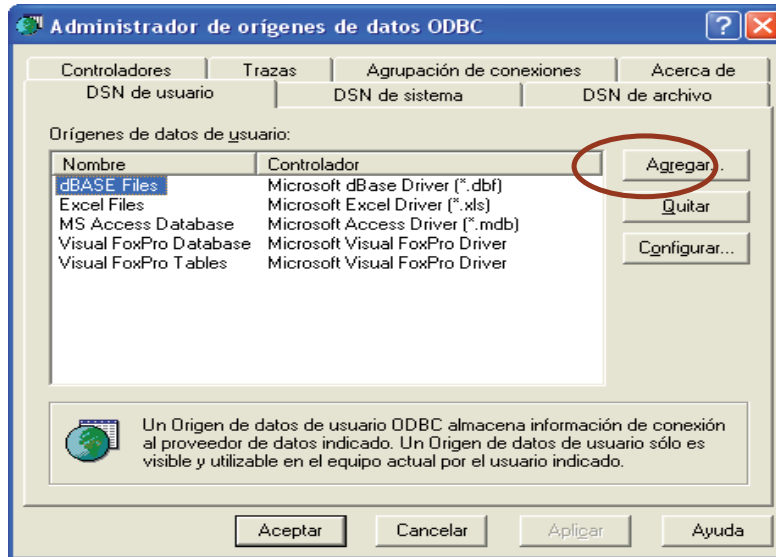 Administrador de orígenes de datos ODBC
Controladores Trazas Agrupación de conexiones Acerca de
DSN de usuario DSN de sistema DSN de archivo
Orígenes de datos de usuario:
Nombre Controlador
dBASE Files Microsoft dBase Driver (*.dbf)
Excel Files Microsoft Excel Driver (*.xls)
MS Access Database Microsoft Access Driver (*.mdb)
Visual FoxPro Database Microsoft Visual FoxPro Driver
Visual FoxPro Tables Microsoft Visual FoxPro Driver
Agregar...
Quitar
Configurar...
Un Origen de datos de usuario ODBC almacena información de conexión
al proveedor de datos indicado. Un Origen de datos de usuario sólo es
visible y utilizable en el equipo actual por el usuario indicado.
Aceptar Cancelar Aplicar Ayuda